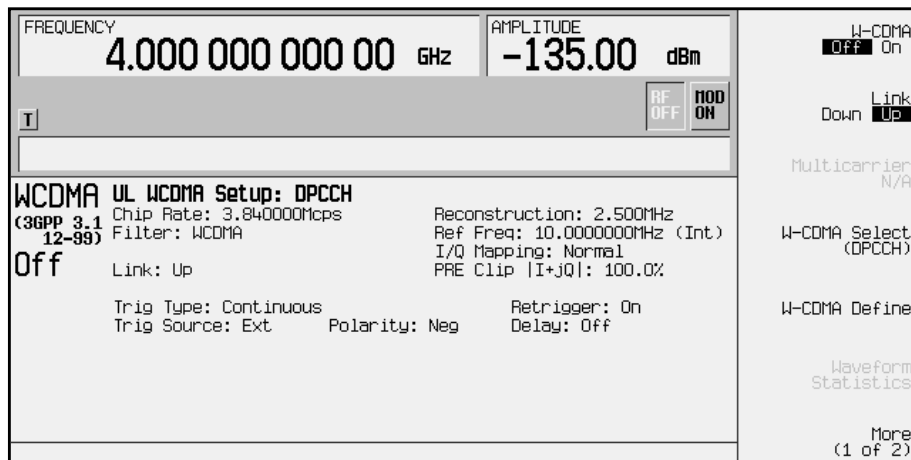 FREQUENCY
4.000 000 000 00 GHz
AMPLITUDE
-135.00 dBm
RF
OFF
MOD
ON
T
WCDMA
(3GPP 3.1
12-99)
Off
UL WCDMA Setup: DPCCH
Chip Rate: 3.840000Mcps
Reconstruction: 2.500MHz
Filter: WCDMA
Ref Freq: 10.0000000MHz (Int)
I/Q Mapping: Normal
Link: Up
PRE Clip |I+jQ|: 100.0%
Trig Type: Continuous
Retrigger: On
Trig Source: Ext
Polarity: Neg
Delay: Off
W-CDMA
Off On
Link
Down Up
Multicarrier
N/A
W-CDMA Select
(DPCCH)
W-CDMA Define
Waveform
Statistics
More
(1 of 2)